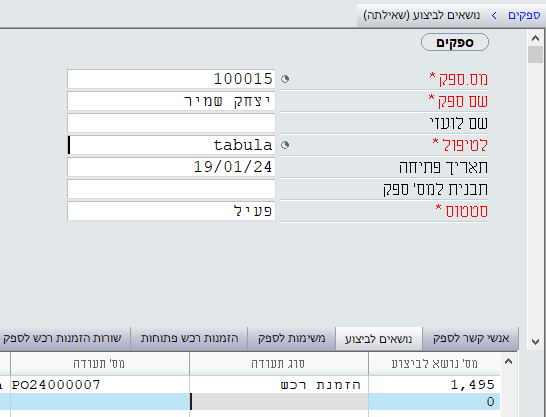 ספקים > נושאים לביצוע (שאילתה)
ספקים
מס.ספק * 100015
שם ספק * יצחק שמיר
שם לועזי
לטיפול * tabula
תאריך פתיחה 19/01/24
תבנית למס' ספק
סטטוס * פעיל
אנשי קשר לספק נושאים לביצוע משימות לספק הזמנות רכש פתוחות שורות הזמנות רכש לספק
מס' נושא לביצוע סוג תעודה מס' תעודה
1,495 הזמנת רכש PO24000007
0